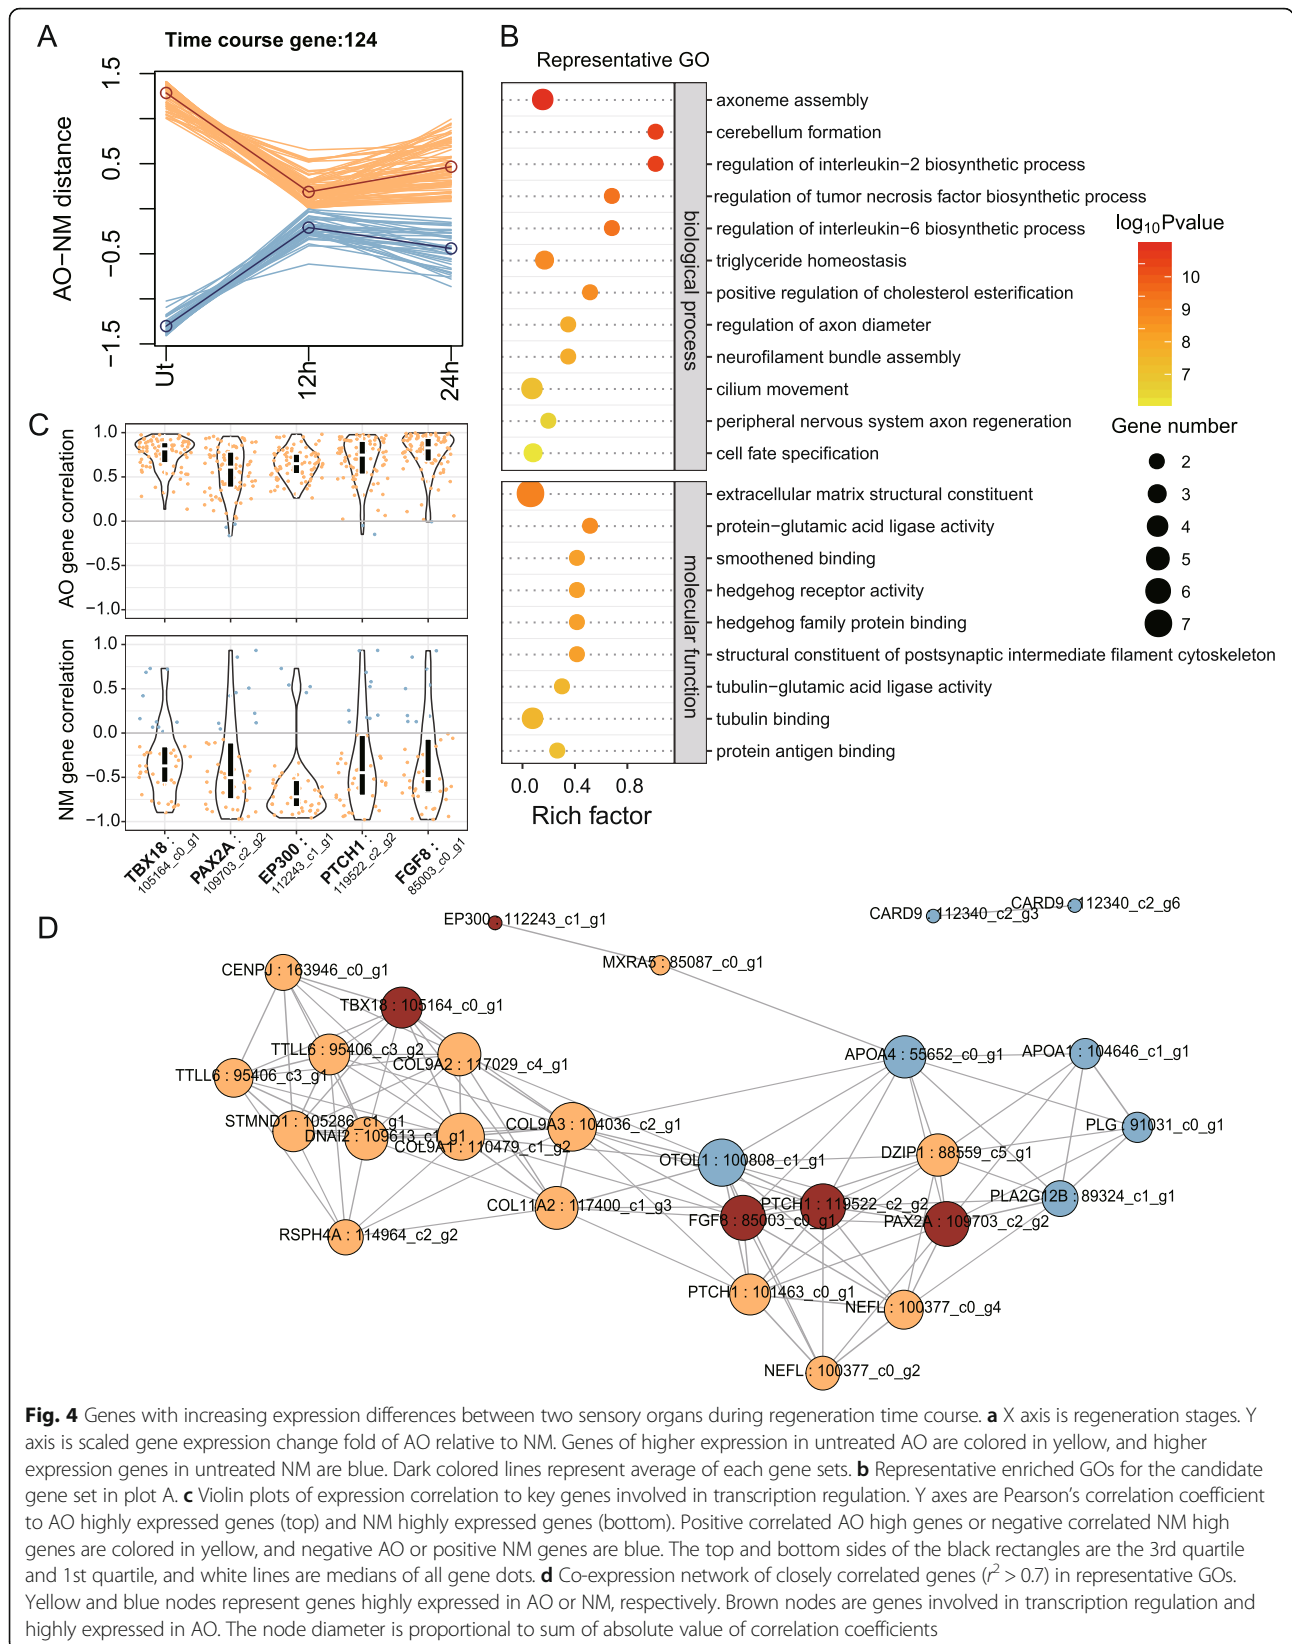 A
Time course gene:124
AO−NM distance
1.5
0.5
−0.5
−1.5
Ut
12h
24h
B
Representative GO
axoneme assembly
cerebellum formation
regulation of interleukin−2 biosynthetic process
regulation of tumor necrosis factor biosynthetic process
regulation of interleukin−6 biosynthetic process
triglyceride homeostasis
positive regulation of cholesterol esterification
regulation of axon diameter
neurofilament bundle assembly
cilium movement
peripheral nervous system axon regeneration
cell fate specification
biological process
extracellular matrix structural constituent
protein−glutamic acid ligase activity
smoothened binding
hedgehog receptor activity
hedgehog family protein binding
structural constituent of postsynaptic intermediate filament cytoskeleton
tubulin−glutamic acid ligase activity
tubulin binding
protein antigen binding
molecular function
0.0 0.4 0.8
Rich factor
log10Pvalue
10
9
8
7
Gene number
2
3
4
5
6
7
C
AO gene correlation
1.0
0.5
0.0
−0.5
−1.0
NM gene correlation
1.0
0.5
0.0
−0.5
−1.0
TBX18 :
105164_c0_g1
PAX2A :
109703_c2_g2
EP300 :
112243_c1_g1
PTCH1 :
119522_c2_g2
FGF8 :
85003_c0_g1
D
EP300 : 112243_c1_g1
CARD9 : 112340_c2_g3
CARD9 : 112340_c2_g6
MXRA5 : 85087_c0_g1
CENPJ : 163946_c0_g1
TBX18 : 105164_c0_g1
TTLL6 : 95406_c3_g2
COL9A2 : 117029_c4_g1
TTLL6 : 95406_c3_g1
APOA4 : 55652_c0_g1
APOA1 : 104646_c1_g1
STMND1 : 105286_c1_g1
DNAI2 : 109613_c1_g1
COL9A1 : 110479_c1_g2
COL9A3 : 104036_c2_g1
PLG : 91031_c0_g1
OTOL1 : 100808_c1_g1
DZIP1 : 88559_c5_g1
COL11A2 : 117400_c1_g3
PTCH1 : 119522_c2_g2
PLA2G12B : 89324_c1_g1
FGF8 : 85003_c0_g1
PAX2A : 109703_c2_g2
RSPH4A : 114964_c2_g2
PTCH1 : 101463_c0_g1
NEFL : 100377_c0_g4
NEFL : 100377_c0_g2
Fig. 4 Genes with increasing expression differences between two sensory organs during regeneration time course. a X axis is regeneration stages. Y
axis is scaled gene expression change fold of AO relative to NM. Genes of higher expression in untreated AO are colored in yellow, and higher
expression genes in untreated NM are blue. Dark colored lines represent average of each gene sets. b Representative enriched GOs for the candidate
gene set in plot A. c Violin plots of expression correlation to key genes involved in transcription regulation. Y axes are Pearson's correlation coefficient
to AO highly expressed genes (top) and NM highly expressed genes (bottom). Positive correlated AO high genes or negative correlated NM high
genes are colored in yellow, and negative AO or positive NM genes are blue. The top and bottom sides of the black rectangles are the 3rd quartile
and 1st quartile, and white lines are medians of all gene dots. d Co-expression network of closely correlated genes (r2 > 0.7) in representative GOs.
Yellow and blue nodes represent genes highly expressed in AO or NM, respectively. Brown nodes are genes involved in transcription regulation and
highly expressed in AO. The node diameter is proportional to sum of absolute value of correlation coefficients